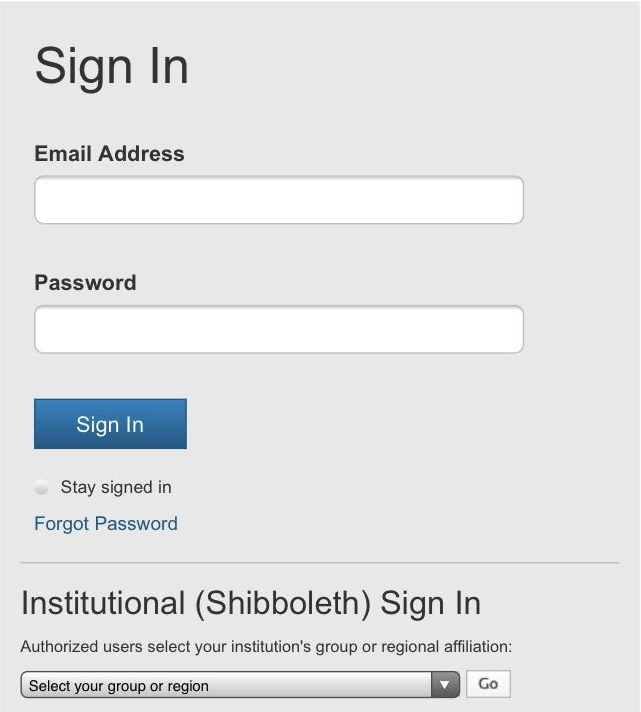 Sign In
Email Address
Password
Sign In
Stay signed in
Forgot Password
Institutional (Shibboleth) Sign In
Authorized users select your institution's group or regional affiliation:
Select your group or region
Go